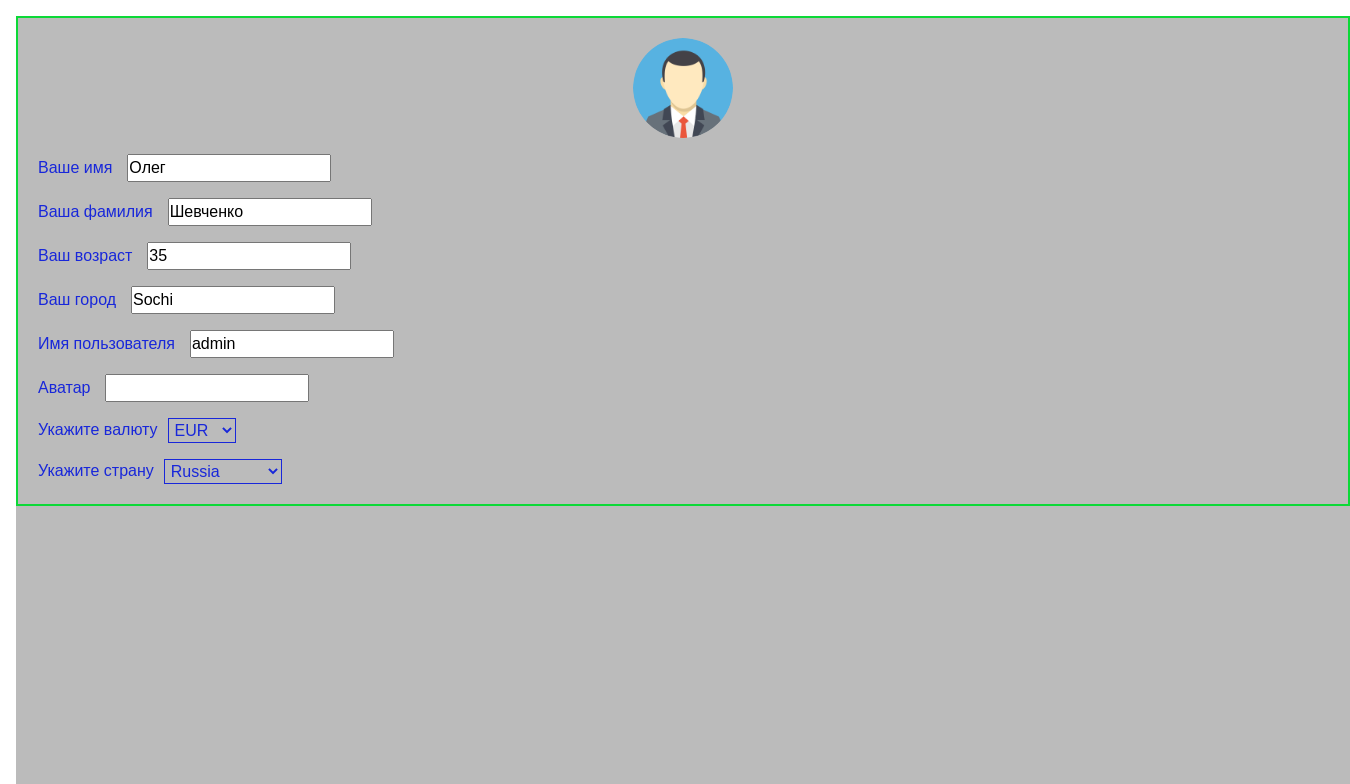 Ваше имя Олег
Ваша фамилия Шевченко
Ваш возраст 35
Ваш город Sochi
Имя пользователя admin
Аватар
Укажите валюту EUR
Укажите страну Russia